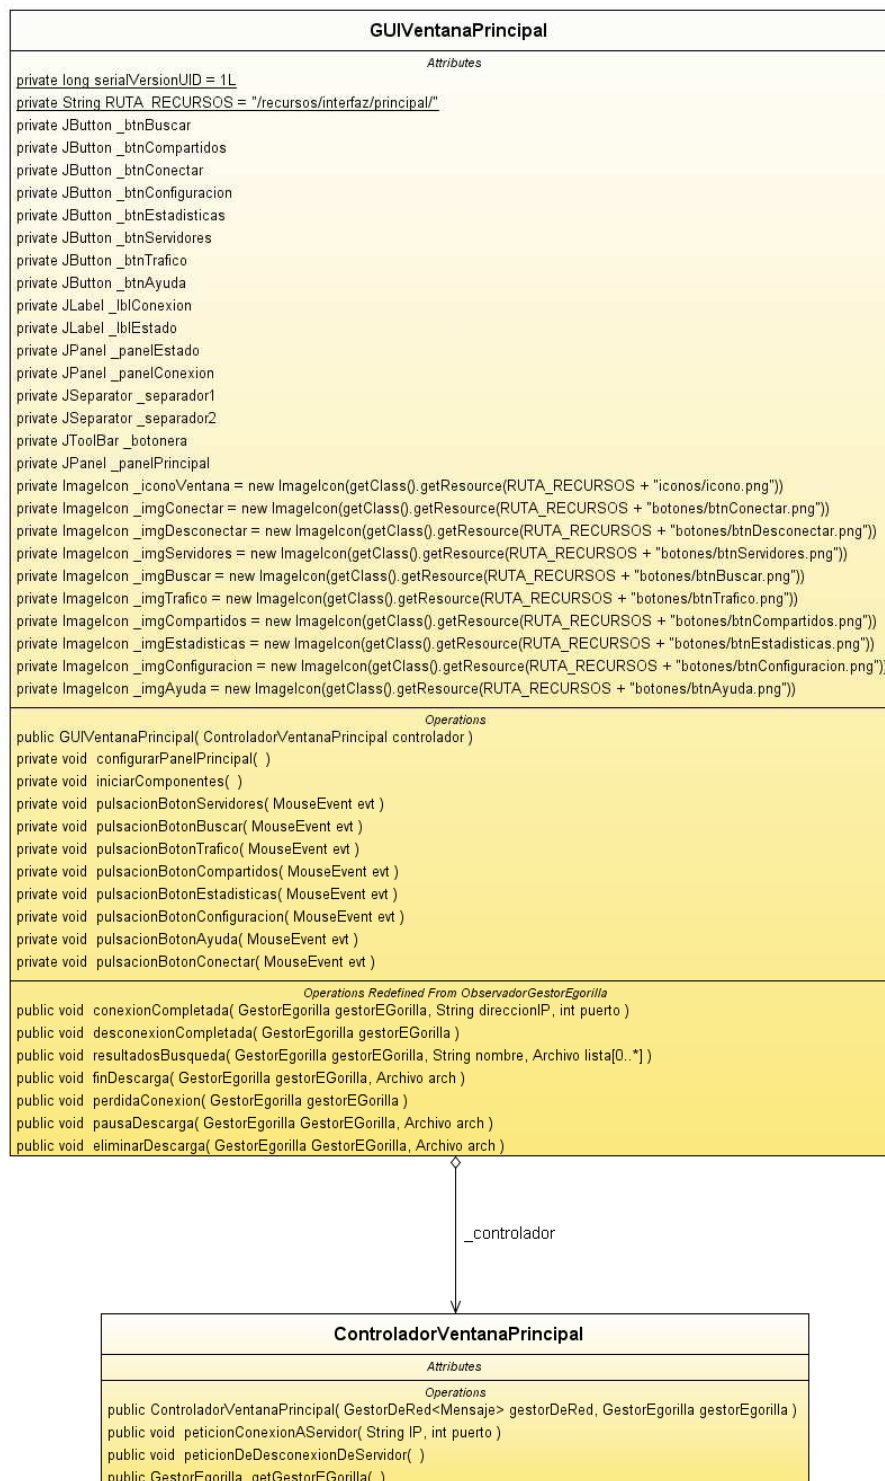 GUIVentanaPrincipal
Attributes
private long serialVersionUID = 1L
private String RUTA_RECURSOS = "/recursos/interfaz/principal/"
private JButton _btnBuscar
private JButton _btnCompartidos
private JButton _btnConectar
private JButton _btnConfiguracion
private JButton _btnEstadisticas
private JButton _btnServidores
private JButton _btnTrafico
private JButton _btnAyuda
private JLabel _lblConexion
private JLabel _lblEstado
private JPanel _panelEstado
private JPanel _panelConexion
private JSeparator _separador1
private JSeparator _separador2
private JToolBar _botonera
private JPanel _panelPrincipal
private ImageIcon _iconoVentana = new ImageIcon(getClass().getResource(RUTA_RECURSOS + "iconos/icono.png"))
private ImageIcon _imgConectar = new ImageIcon(getClass().getResource(RUTA_RECURSOS + "botones/btnConectar.png"))
private ImageIcon _imgDesconectar = new ImageIcon(getClass().getResource(RUTA_RECURSOS + "botones/btnDesconectar.png"))
private ImageIcon _imgServidores = new ImageIcon(getClass().getResource(RUTA_RECURSOS + "botones/btnServidores.png"))
private ImageIcon _imgBuscar = new ImageIcon(getClass().getResource(RUTA_RECURSOS + "botones/btnBuscar.png"))
private ImageIcon _imgTrafico = new ImageIcon(getClass().getResource(RUTA_RECURSOS + "botones/btnTrafico.png"))
private ImageIcon _imgCompartidos = new ImageIcon(getClass().getResource(RUTA_RECURSOS + "botones/btnCompartidos.png"))
private ImageIcon _imgEstadisticas = new ImageIcon(getClass().getResource(RUTA_RECURSOS + "botones/btnEstadisticas.png"))
private ImageIcon _imgConfiguracion = new ImageIcon(getClass().getResource(RUTA_RECURSOS + "botones/btnConfiguracion.png"))
private ImageIcon _imgAyuda = new ImageIcon(getClass().getResource(RUTA_RECURSOS + "botones/btnAyuda.png"))
Operations
public GUIVentanaPrincipal( ControladorVentanaPrincipal controlador )
private void configurarPanelPrincipal( )
private void iniciarComponentes( )
private void pulsacionBotonServidores( MouseEvent evt )
private void pulsacionBotonBuscar( MouseEvent evt )
private void pulsacionBotonTrafico( MouseEvent evt )
private void pulsacionBotonCompartidos( MouseEvent evt )
private void pulsacionBotonEstadisticas( MouseEvent evt )
private void pulsacionBotonConfiguracion( MouseEvent evt )
private void pulsacionBotonAyuda( MouseEvent evt )
private void pulsacionBotonConectar( MouseEvent evt )
Operations Redefined From ObservadorGestorEgorilla
public void conexionCompletada( GestorEgorilla gestorEGorilla, String direccionIP, int puerto )
public void desconexionCompletada( GestorEgorilla gestorEGorilla )
public void resultadosBusqueda( GestorEgorilla gestorEGorilla, String nombre, Archivo lista[0..*] )
public void finDescarga( GestorEgorilla gestorEGorilla, Archivo arch )
public void perdidaConexion( GestorEgorilla gestorEGorilla )
public void pausaDescarga( GestorEgorilla GestorEGorilla, Archivo arch )
public void eliminarDescarga( GestorEgorilla GestorEGorilla, Archivo arch )
_controlador
ControladorVentanaPrincipal
Attributes
Operations
public ControladorVentanaPrincipal( GestorDeRed<Mensaje> gestorDeRed, GestorEgorilla gestorEgorilla )
public void peticionConexionAServidor( String IP, int puerto )
public void peticionDeDesconexionDeServidor( )
public GestorEgorilla getGestorEGorilla( )